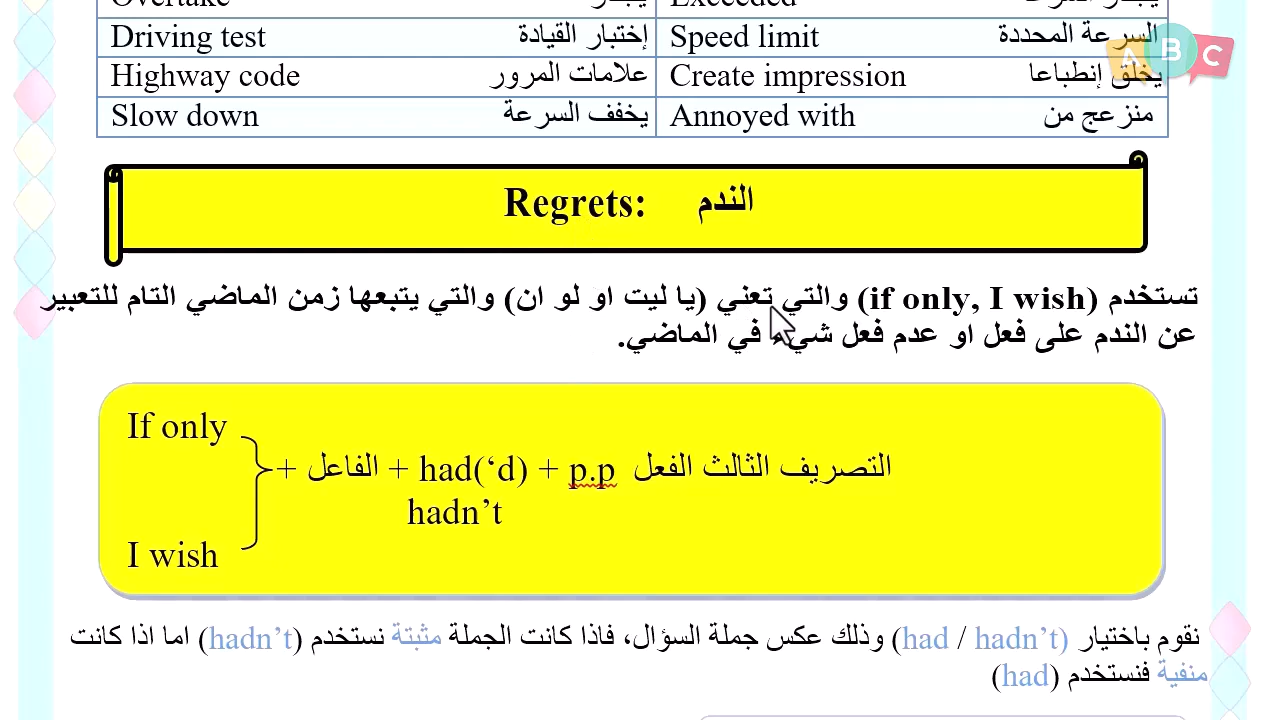 Overtake
Exceeded
Driving test إختبار القيادة Speed limit السرعة المحددة
Highway code علامات المرور Create impression يخلق إنطباعا
Slow down يخفف السرعة Annoyed with منزعج من
ABC
Regrets: الندم
تستخدم (if only, I wish) والتي تعني (يا ليت او لو ان) والتي يتبعها زمن الماضي التام للتعبير
عن الندم على فعل او عدم فعل شيء في الماضي.
If only
+ الفاعل + had(‘d) + p.p التصريف الثالث الفعل
hadn’t
I wish
نقوم باختيار (had / hadn’t) وذلك عكس جملة السؤال، فاذا كانت الجملة مثبتة نستخدم (hadn’t) اما اذا كانت
منفية فنستخدم (had)